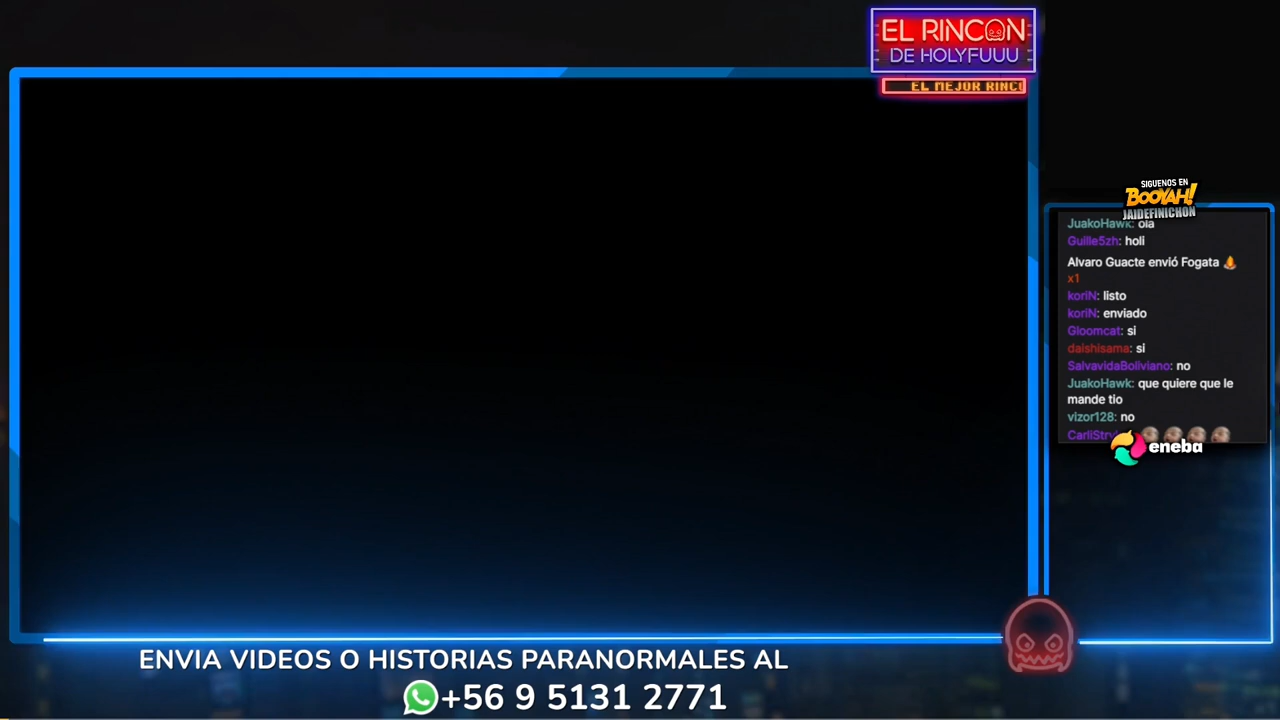 EL RINCON
DE HOLYFUUU
EL MEJOR
SIGUENOS EN
BOOYAH!
JAIDEFINICHON
JuakoHawk: ola
Guille5zh: holi
Alvaro Guacte envió Fogata
x1
koriN: listo
koriN: enviado
Gloomcat: si
daishisama: si
SalvavidaBoliviano: no
JuakoHawk: que quiere que le
mande tio
vizor128: no
eneba
ENVIA VIDEOS O HISTORIAS PARANORMALES AL
+56 9 5131 2771